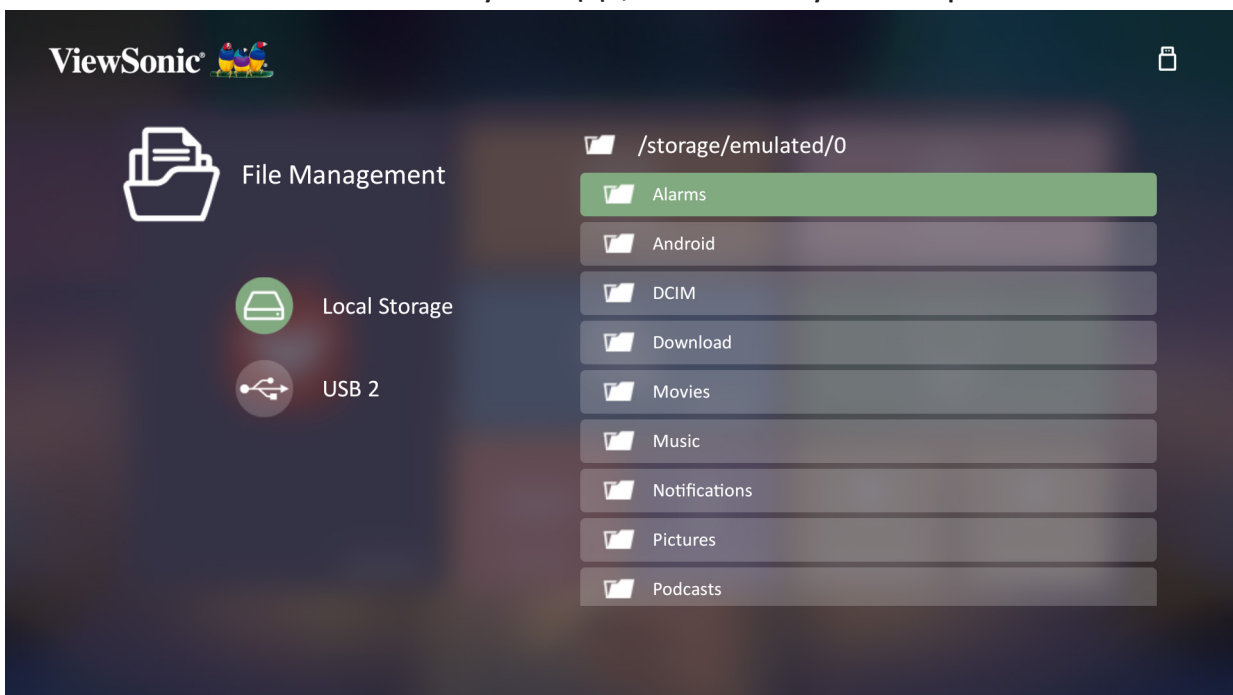 ViewSonic®
File Management
Local Storage
USB 2
/storage/emulated/0
Alarms
Android
DCIM
Download
Movies
Music
Notifications
Pictures
Podcasts